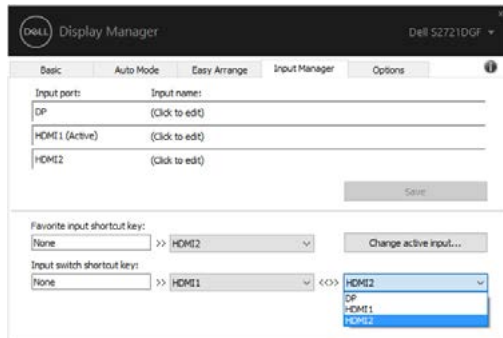 DELL Display Manager Dell S2721DGF
Basic Auto Mode Easy Arrange Input Manager Options
Input port: Input name:
DP (Click to edit)
HDMI1 (Active) (Click to edit)
HDMI2 (Click to edit)
Save
Favorite input shortcut key:
None >> HDMI2 Change active input...
Input switch shortcut key:
None >> HDMI1 <<>> HDMI2
DP
HDMI1
HDMI2